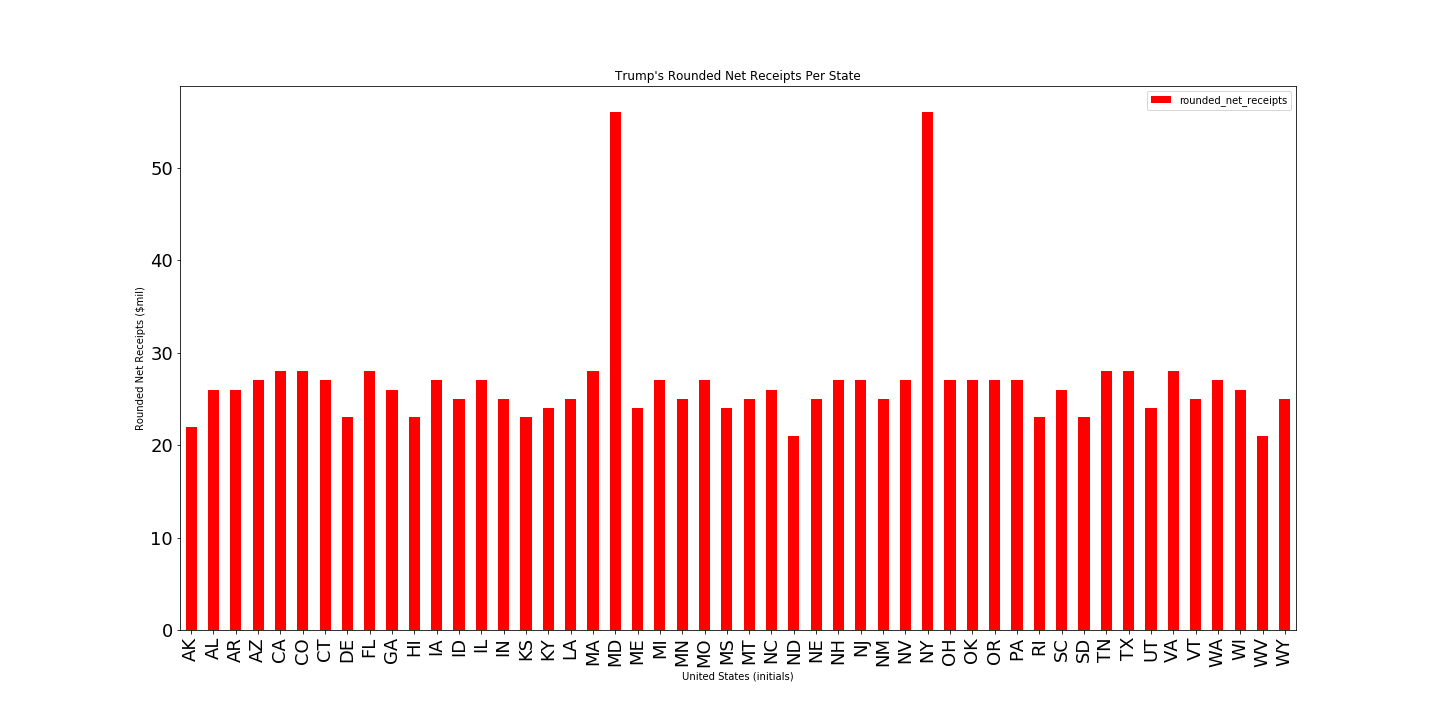 Trump's Rounded Net Receipts Per State
rounded_net_receipts
Rounded Net Receipts ($mil)
50
40
30
20
10
0
AK AL AR AZ CA CO CT DE FL GA HI IA ID IL IN KS KY LA MA MD ME MI MN MO MS MT NC ND NE NH NJ NM NV NY OH OK OR PA RI SC SD TN TX UT VA VT WA WI WV WY
United States (initials)